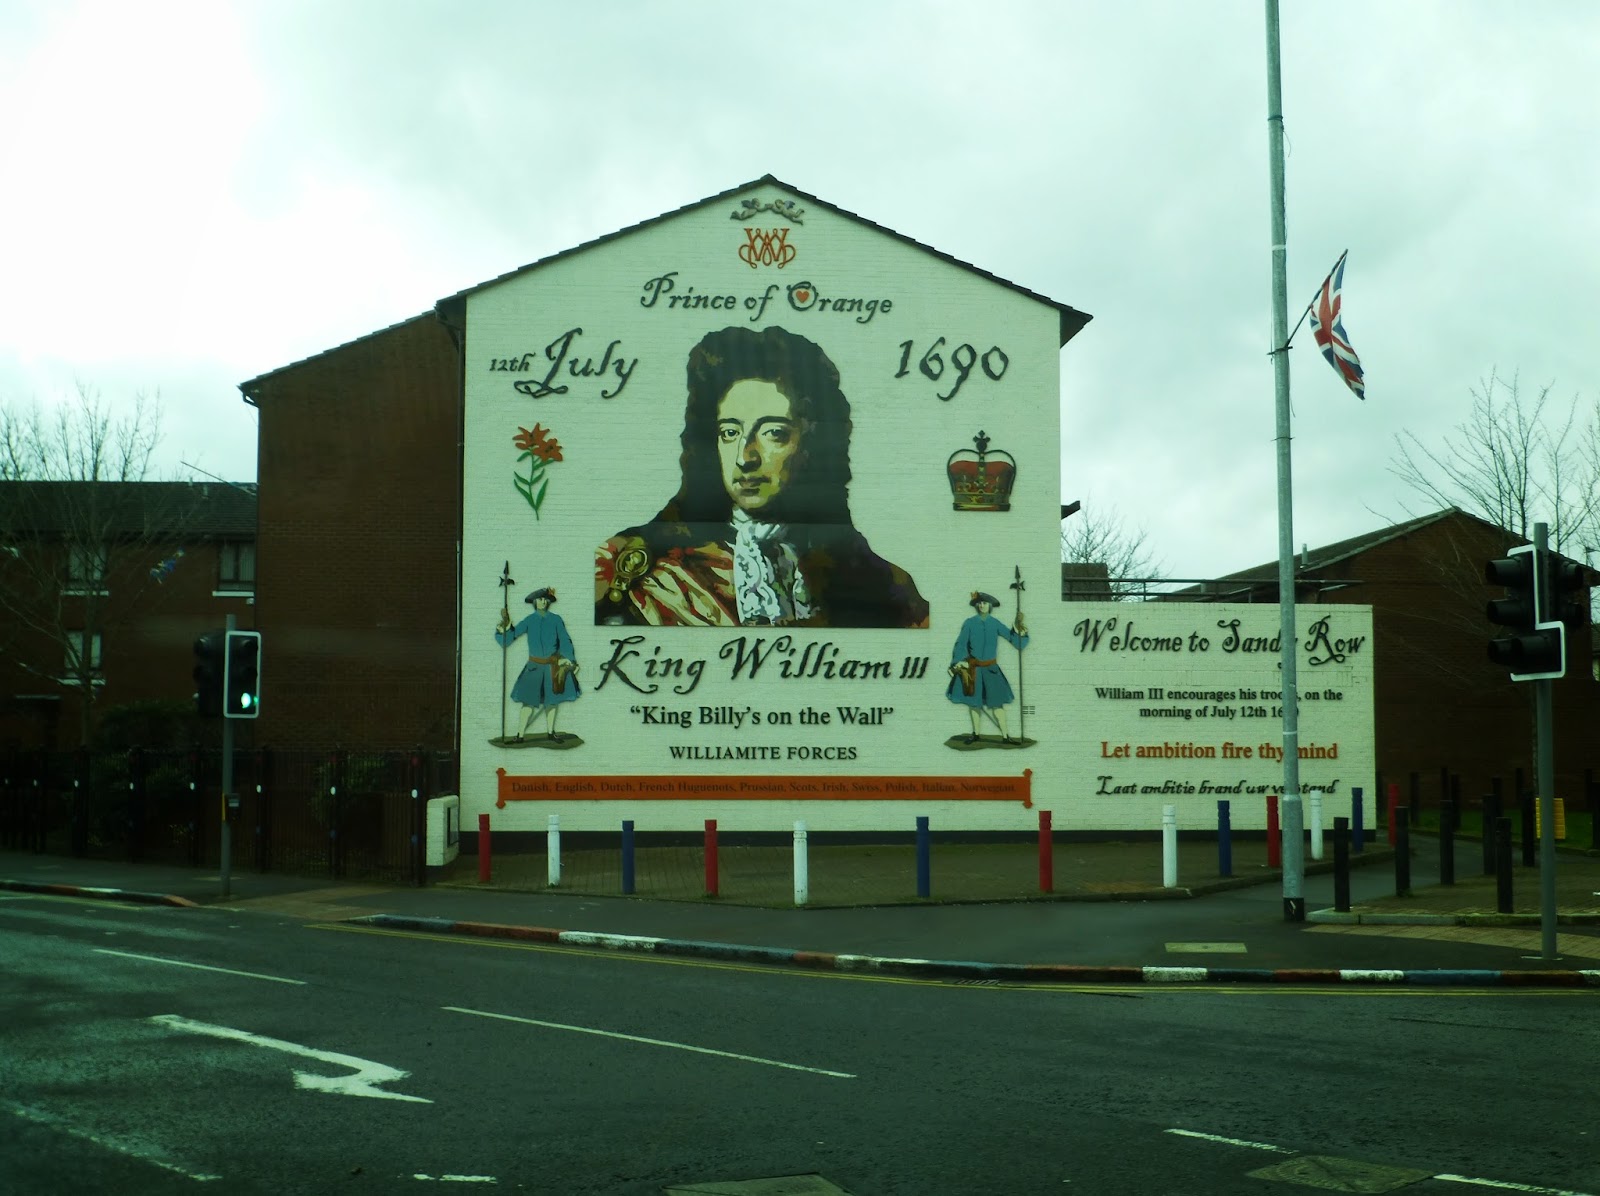 Prince of Orange
12th July 1690
King William III
"King Billy's on the Wall"
WILLIAMITE FORCES
Danish, English, Dutch, French Huguenots, Prussian, Scots, Irish, Swiss, Polish, Italian, Norwegian.
Welcome to Sandy Row
William III encourages his troops, on the
morning of July 12th
Let ambition fire thy mind
Laat ambitie brand uw verstand